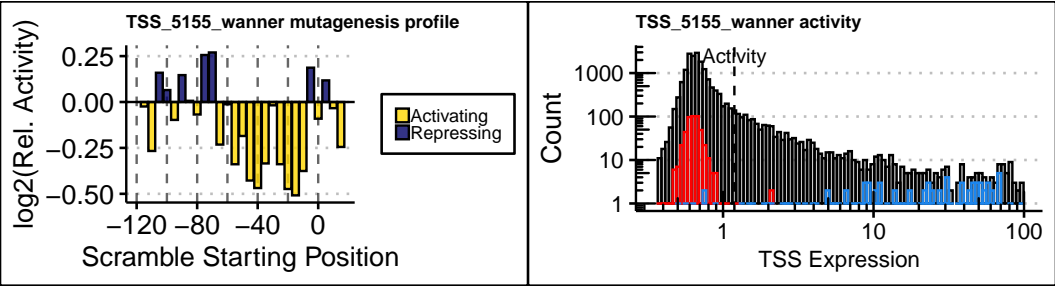 TSS_5155_wanner mutagenesis profile
log2(Rel. Activity)
0.25
0.00
−0.25
−0.50
−120 −80 −40 0
Scramble Starting Position
Activating
Repressing
TSS_5155_wanner activity
Activity
Count
1000
100
10
1
1 10 100
TSS Expression